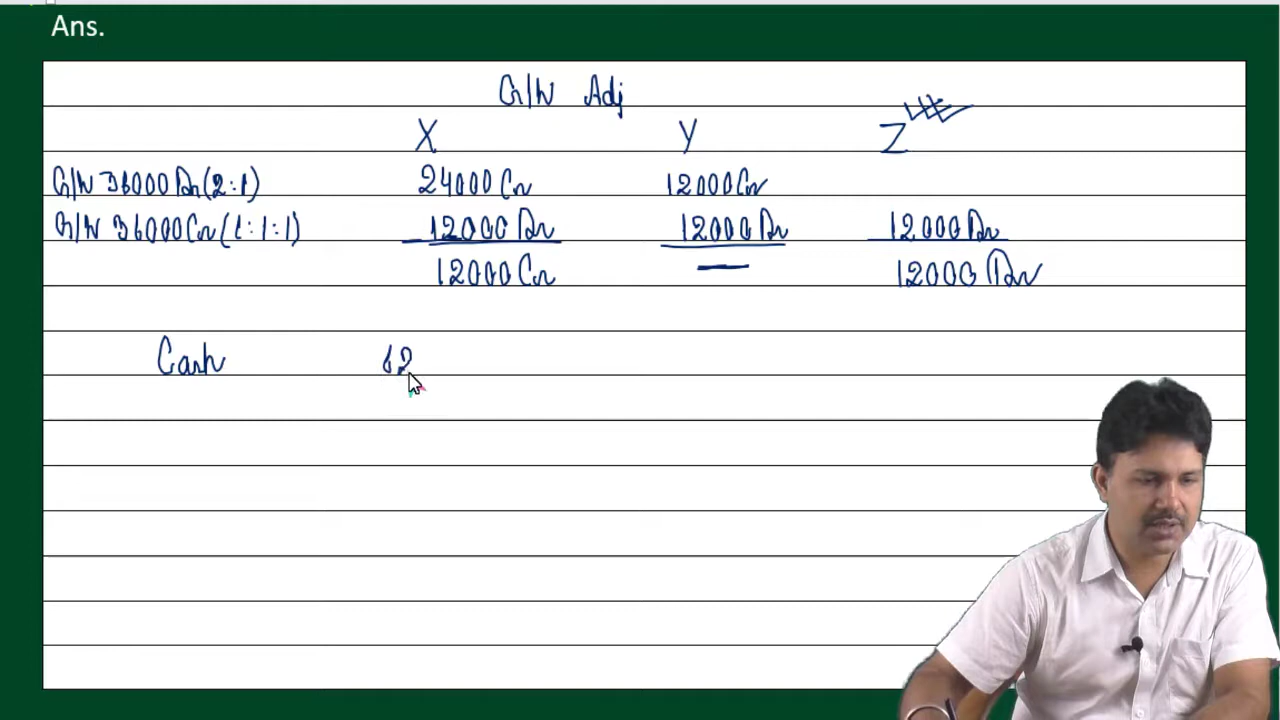 Ans.
G/W Adj
X Y Z
G/W 36000 Dr (2:1) 24000 Cr 12000 Cr
G/W 36000 Cr (1:1:1) 12000 Dr 12000 Dr 12000 Dr
12000 Cr — 12000 Dr
Cash 12